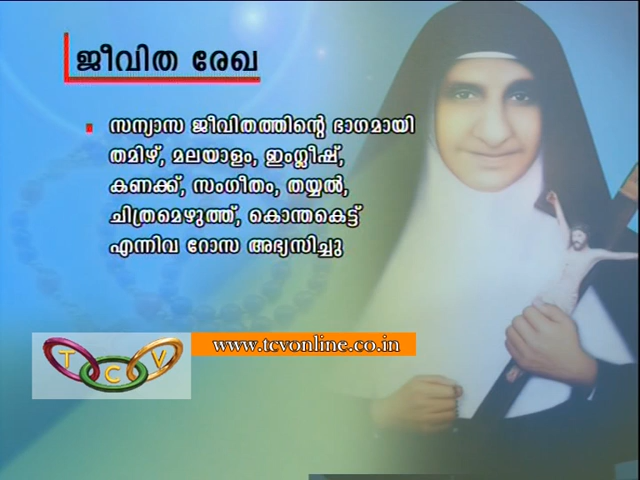 ജീവിത രേഖ
സന്യാസ ജീവിതത്തിന്റെ ഭാഗമായി
തമിഴ്, മലയാളം, ഇംഗ്ലീഷ്,
കണക്ക്, സംഗീതം, തയ്യൽ,
ചിത്രമെഴുത്ത്, കൊന്തകെട്ട്
എന്നിവ റോസ അഭ്യസിച്ചു
TCV
www.tcvonline.co.in